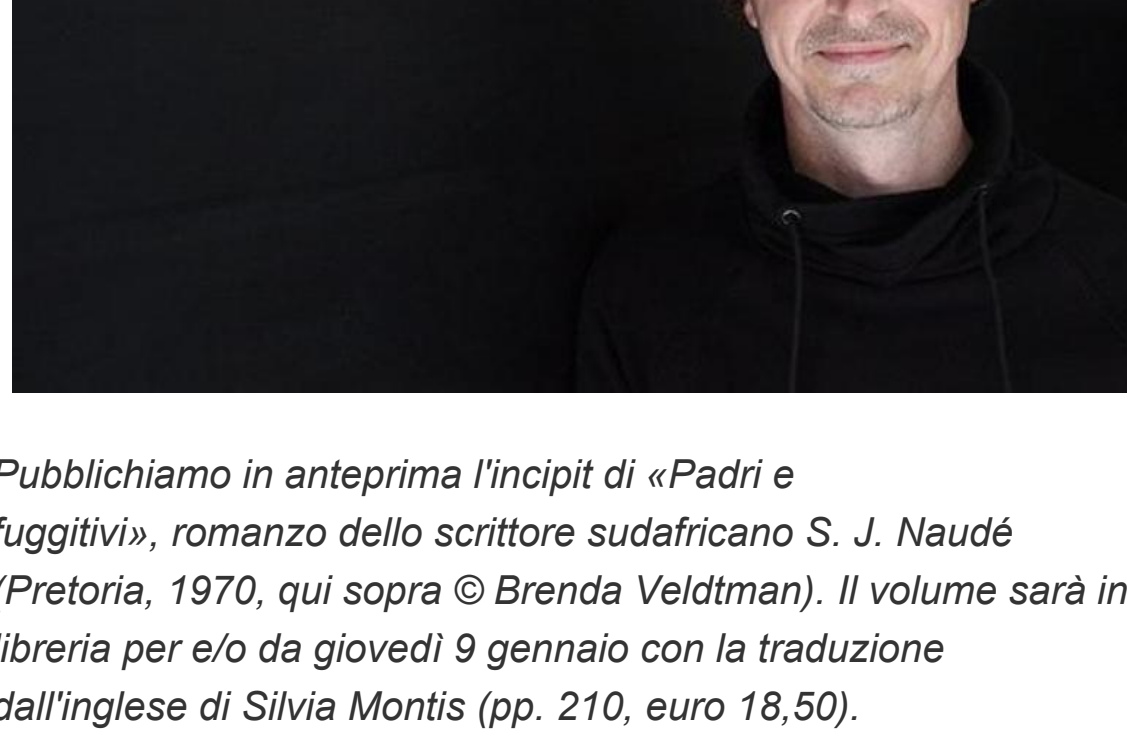 Pubblichiamo in anteprima l'incipit di «Padri e
fuggitivi», romanzo dello scrittore sudafricano S. J. Naudé
(Pretoria, 1970, qui sopra © Brenda Veldtman). Il volume sarà in
libreria per e/o da giovedì 9 gennaio con la traduzione
dall'inglese di Silvia Montis (pp. 210, euro 18,50).